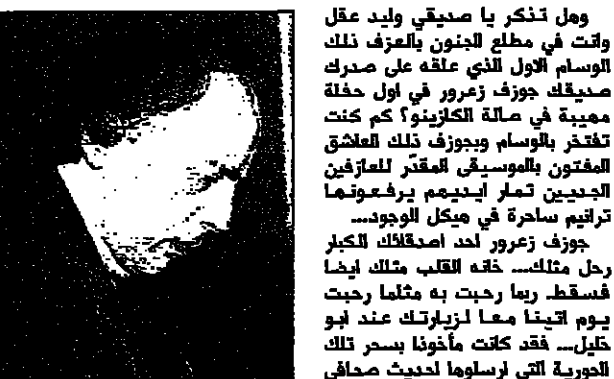 وهل تذكر يا صديقي وليد عقل
وانت في مطلع الجنون بالعزف ذلك
الوسام الاول الذي علقه على صدرك
صديقك جوزف زعرور في اول حفلة
مهيبة في صالة الكازينو؟ كم كنت
تفتخر بالوسام وبجوزف ذلك العاشق
المفتون بالموسيقى المقدّر للعازفين
الجديين ثمار ايديهم يرفعونها
ترانيم ساحرة في هيكل الوجود...
جوزف زعرور احد اصدقائك الكبار
رحل مثلك... خانه القلب مثلك ايضا
فسقط. ربما رحبت به مثلما رحبت
يوم اتينا معا لزيارتك عند ابو
خليل... فقد كانت مأخوذا بسحر تلك
الحورية التي ارسلوها لحديث صحافي